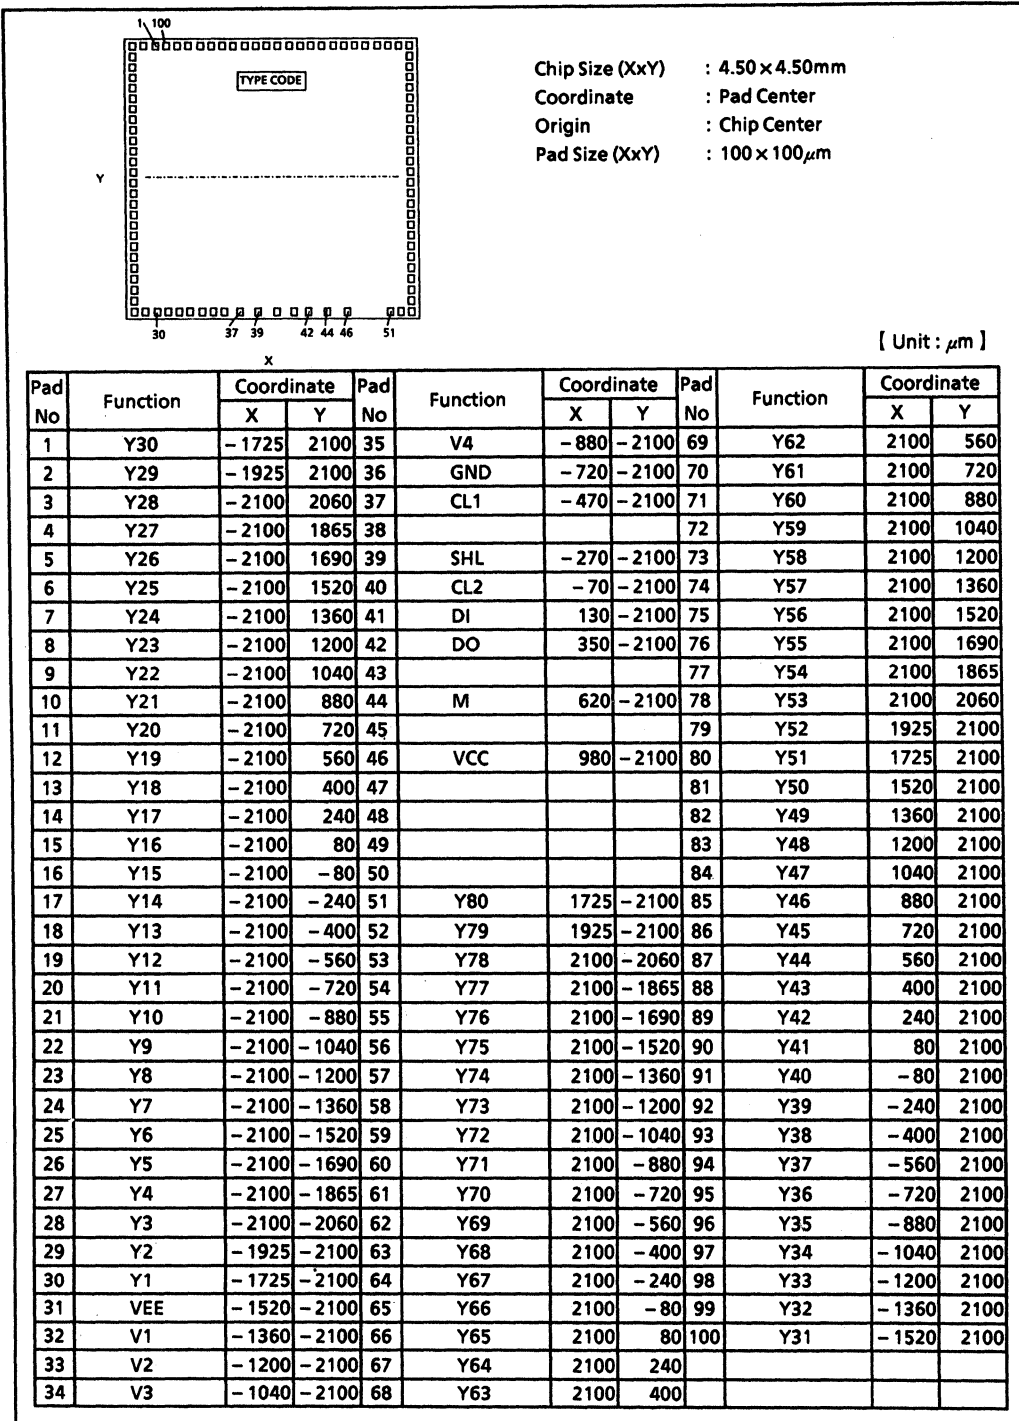 1 100
TYPE CODE
Chip Size (XxY) : 4.50 × 4.50mm
Coordinate : Pad Center
Origin : Chip Center
Pad Size (XxY) : 100 × 100μm
Y
30 37 39 42 44 46 51
X
[ Unit : μm ]
Pad No Function Coordinate X Y Pad No Function Coordinate X Y Pad No Function Coordinate X Y
1 Y30 −1725 2100 35 V4 −880 −2100 69 Y62 2100 560
2 Y29 −1925 2100 36 GND −720 −2100 70 Y61 2100 720
3 Y28 −2100 2060 37 CL1 −470 −2100 71 Y60 2100 880
4 Y27 −2100 1865 38 72 Y59 2100 1040
5 Y26 −2100 1690 39 SHL −270 −2100 73 Y58 2100 1200
6 Y25 −2100 1520 40 CL2 −70 −2100 74 Y57 2100 1360
7 Y24 −2100 1360 41 DI 130 −2100 75 Y56 2100 1520
8 Y23 −2100 1200 42 DO 350 −2100 76 Y55 2100 1690
9 Y22 −2100 1040 43 77 Y54 2100 1865
10 Y21 −2100 880 44 M 620 −2100 78 Y53 2100 2060
11 Y20 −2100 720 45 79 Y52 1925 2100
12 Y19 −2100 560 46 VCC 980 −2100 80 Y51 1725 2100
13 Y18 −2100 400 47 81 Y50 1520 2100
14 Y17 −2100 240 48 82 Y49 1360 2100
15 Y16 −2100 80 49 83 Y48 1200 2100
16 Y15 −2100 −80 50 84 Y47 1040 2100
17 Y14 −2100 −240 51 Y80 1725 −2100 85 Y46 880 2100
18 Y13 −2100 −400 52 Y79 1925 −2100 86 Y45 720 2100
19 Y12 −2100 −560 53 Y78 2100 −2060 87 Y44 560 2100
20 Y11 −2100 −720 54 Y77 2100 −1865 88 Y43 400 2100
21 Y10 −2100 −880 55 Y76 2100 −1690 89 Y42 240 2100
22 Y9 −2100 −1040 56 Y75 2100 −1520 90 Y41 80 2100
23 Y8 −2100 −1200 57 Y74 2100 −1360 91 Y40 −80 2100
24 Y7 −2100 −1360 58 Y73 2100 −1200 92 Y39 −240 2100
25 Y6 −2100 −1520 59 Y72 2100 −1040 93 Y38 −400 2100
26 Y5 −2100 −1690 60 Y71 2100 −880 94 Y37 −560 2100
27 Y4 −2100 −1865 61 Y70 2100 −720 95 Y36 −720 2100
28 Y3 −2100 −2060 62 Y69 2100 −560 96 Y35 −880 2100
29 Y2 −1925 −2100 63 Y68 2100 −400 97 Y34 −1040 2100
30 Y1 −1725 −2100 64 Y67 2100 −240 98 Y33 −1200 2100
31 VEE −1520 −2100 65 Y66 2100 −80 99 Y32 −1360 2100
32 V1 −1360 −2100 66 Y65 2100 80 100 Y31 −1520 2100
33 V2 −1200 −2100 67 Y64 2100 240
34 V3 −1040 −2100 68 Y63 2100 400